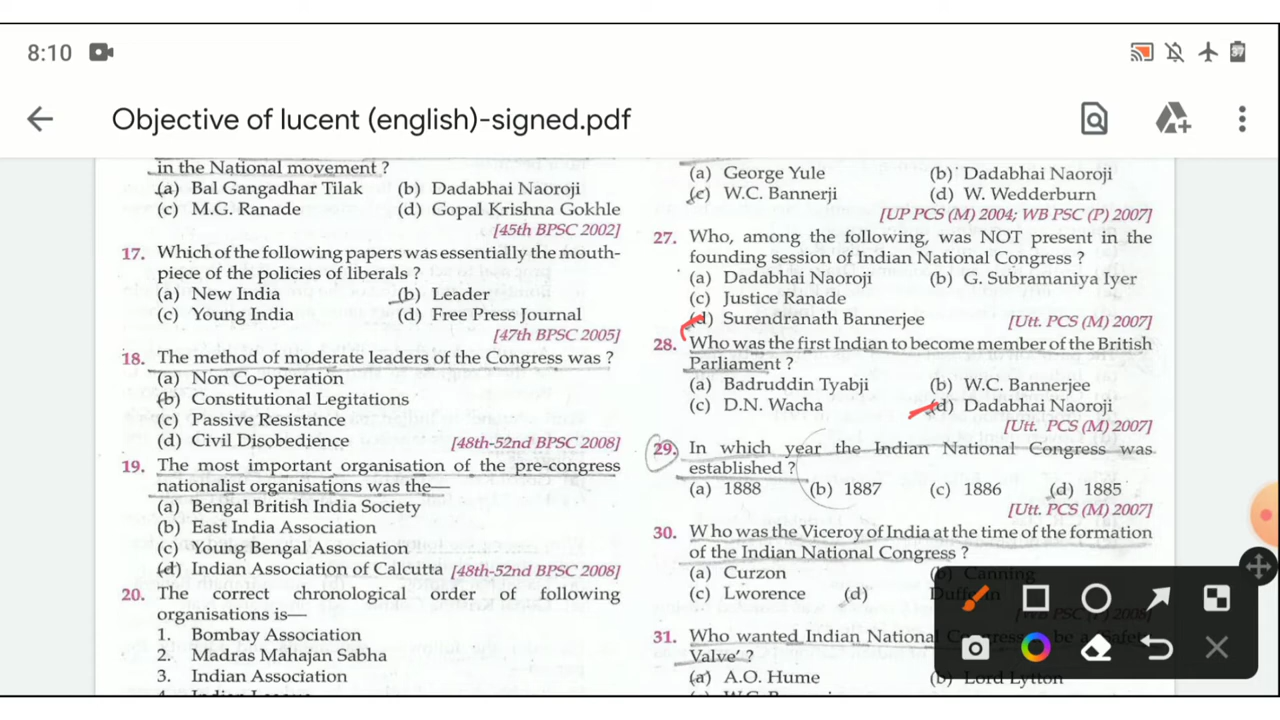 8:10
37
Objective of lucent (english)-signed.pdf
in the National movement ?
(a) Bal Gangadhar Tilak (b) Dadabhai Naoroji
(c) M.G. Ranade (d) Gopal Krishna Gokhle
[45th BPSC 2002]
17. Which of the following papers was essentially the mouth-
piece of the policies of liberals ?
(a) New India (b) Leader
(c) Young India (d) Free Press Journal
[47th BPSC 2005]
18. The method of moderate leaders of the Congress was ?
(a) Non Co-operation
(b) Constitutional Legitations
(c) Passive Resistance
(d) Civil Disobedience [48th-52nd BPSC 2008]
19. The most important organisation of the pre-congress
nationalist organisations was the—
(a) Bengal British India Society
(b) East India Association
(c) Young Bengal Association
(d) Indian Association of Calcutta [48th-52nd BPSC 2008]
20. The correct chronological order of following
organisations is—
1. Bombay Association
2. Madras Mahajan Sabha
3. Indian Association
(a) George Yule (b) Dadabhai Naoroji
(c) W.C. Bannerji (d) W. Wedderburn
[UP PCS (M) 2004; WB PSC (P) 2007]
27. Who, among the following, was NOT present in the
founding session of Indian National Congress ?
(a) Dadabhai Naoroji (b) G. Subramaniya Iyer
(c) Justice Ranade
(d) Surendranath Bannerjee [Utt. PCS (M) 2007]
28. Who was the first Indian to become member of the British
Parliament ?
(a) Badruddin Tyabji (b) W.C. Bannerjee
(c) D.N. Wacha (d) Dadabhai Naoroji
[Utt. PCS (M) 2007]
29. In which year the Indian National Congress was
established ?
(a) 1888 (b) 1887 (c) 1886 (d) 1885
[Utt. PCS (M) 2007]
30. Who was the Viceroy of India at the time of the formation
of the Indian National Congress ?
(a) Curzon (b) Canning
(c) Lworence (d)
31. Who wanted Indian National
Valve' ?
(a) A.O. Hume (b) Lord Lytton